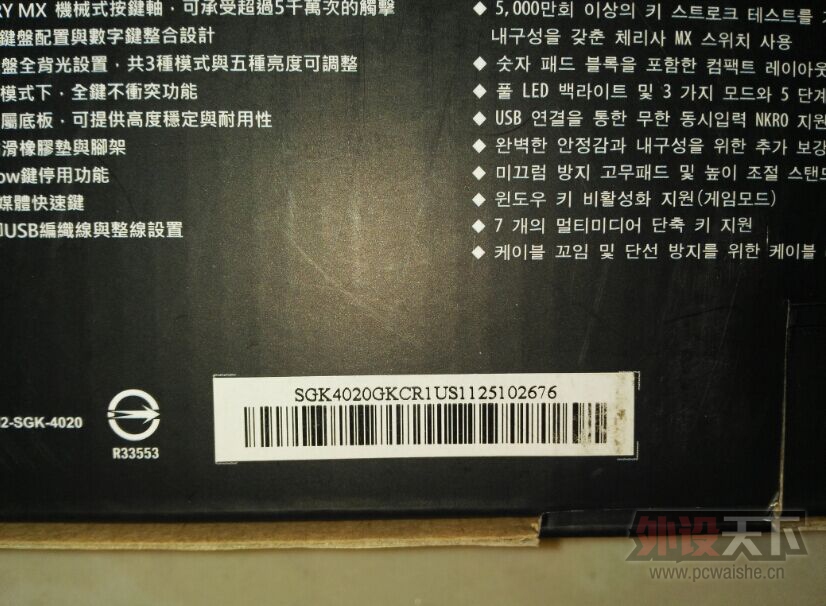 RY MX 機械式按鍵軸，可承受超過5千萬次的觸擊
鍵盤配置與數字鍵整合設計
盤全背光設置，共3種模式與五種亮度可調整
模式下，全鍵不衝突功能
屬底板，可提供高度穩定與耐用性
滑橡膠墊與腳架
ow鍵停用功能
媒體快速鍵
USB編織線與整線設置
◆ 5,000만회 이상의 키 스트로크 테스트를
내구성을 갖춘 체리사 MX 스위치 사용
◆ 숫자 패드 블록을 포함한 컴팩트 레이아웃
◆ 풀 LED 백라이트 및 3 가지 모드와 5 단계
◆ USB 연결을 통한 무한 동시입력 NKRO 지원
◆ 완벽한 안정감과 내구성을 위한 추가 보강
◆ 미끄럼 방지 고무패드 및 높이 조절 스탠드
◆ 윈도우 키 비활성화 지원(게임모드)
◆ 7 개의 멀티미디어 단축 키 지원
◆ 케이블 꼬임 및 단선 방지를 위한 케이블
2-SGK-4020
R33553
SGK4020GKCR1US1125102676
外设天下
www.pcwaishe.cn